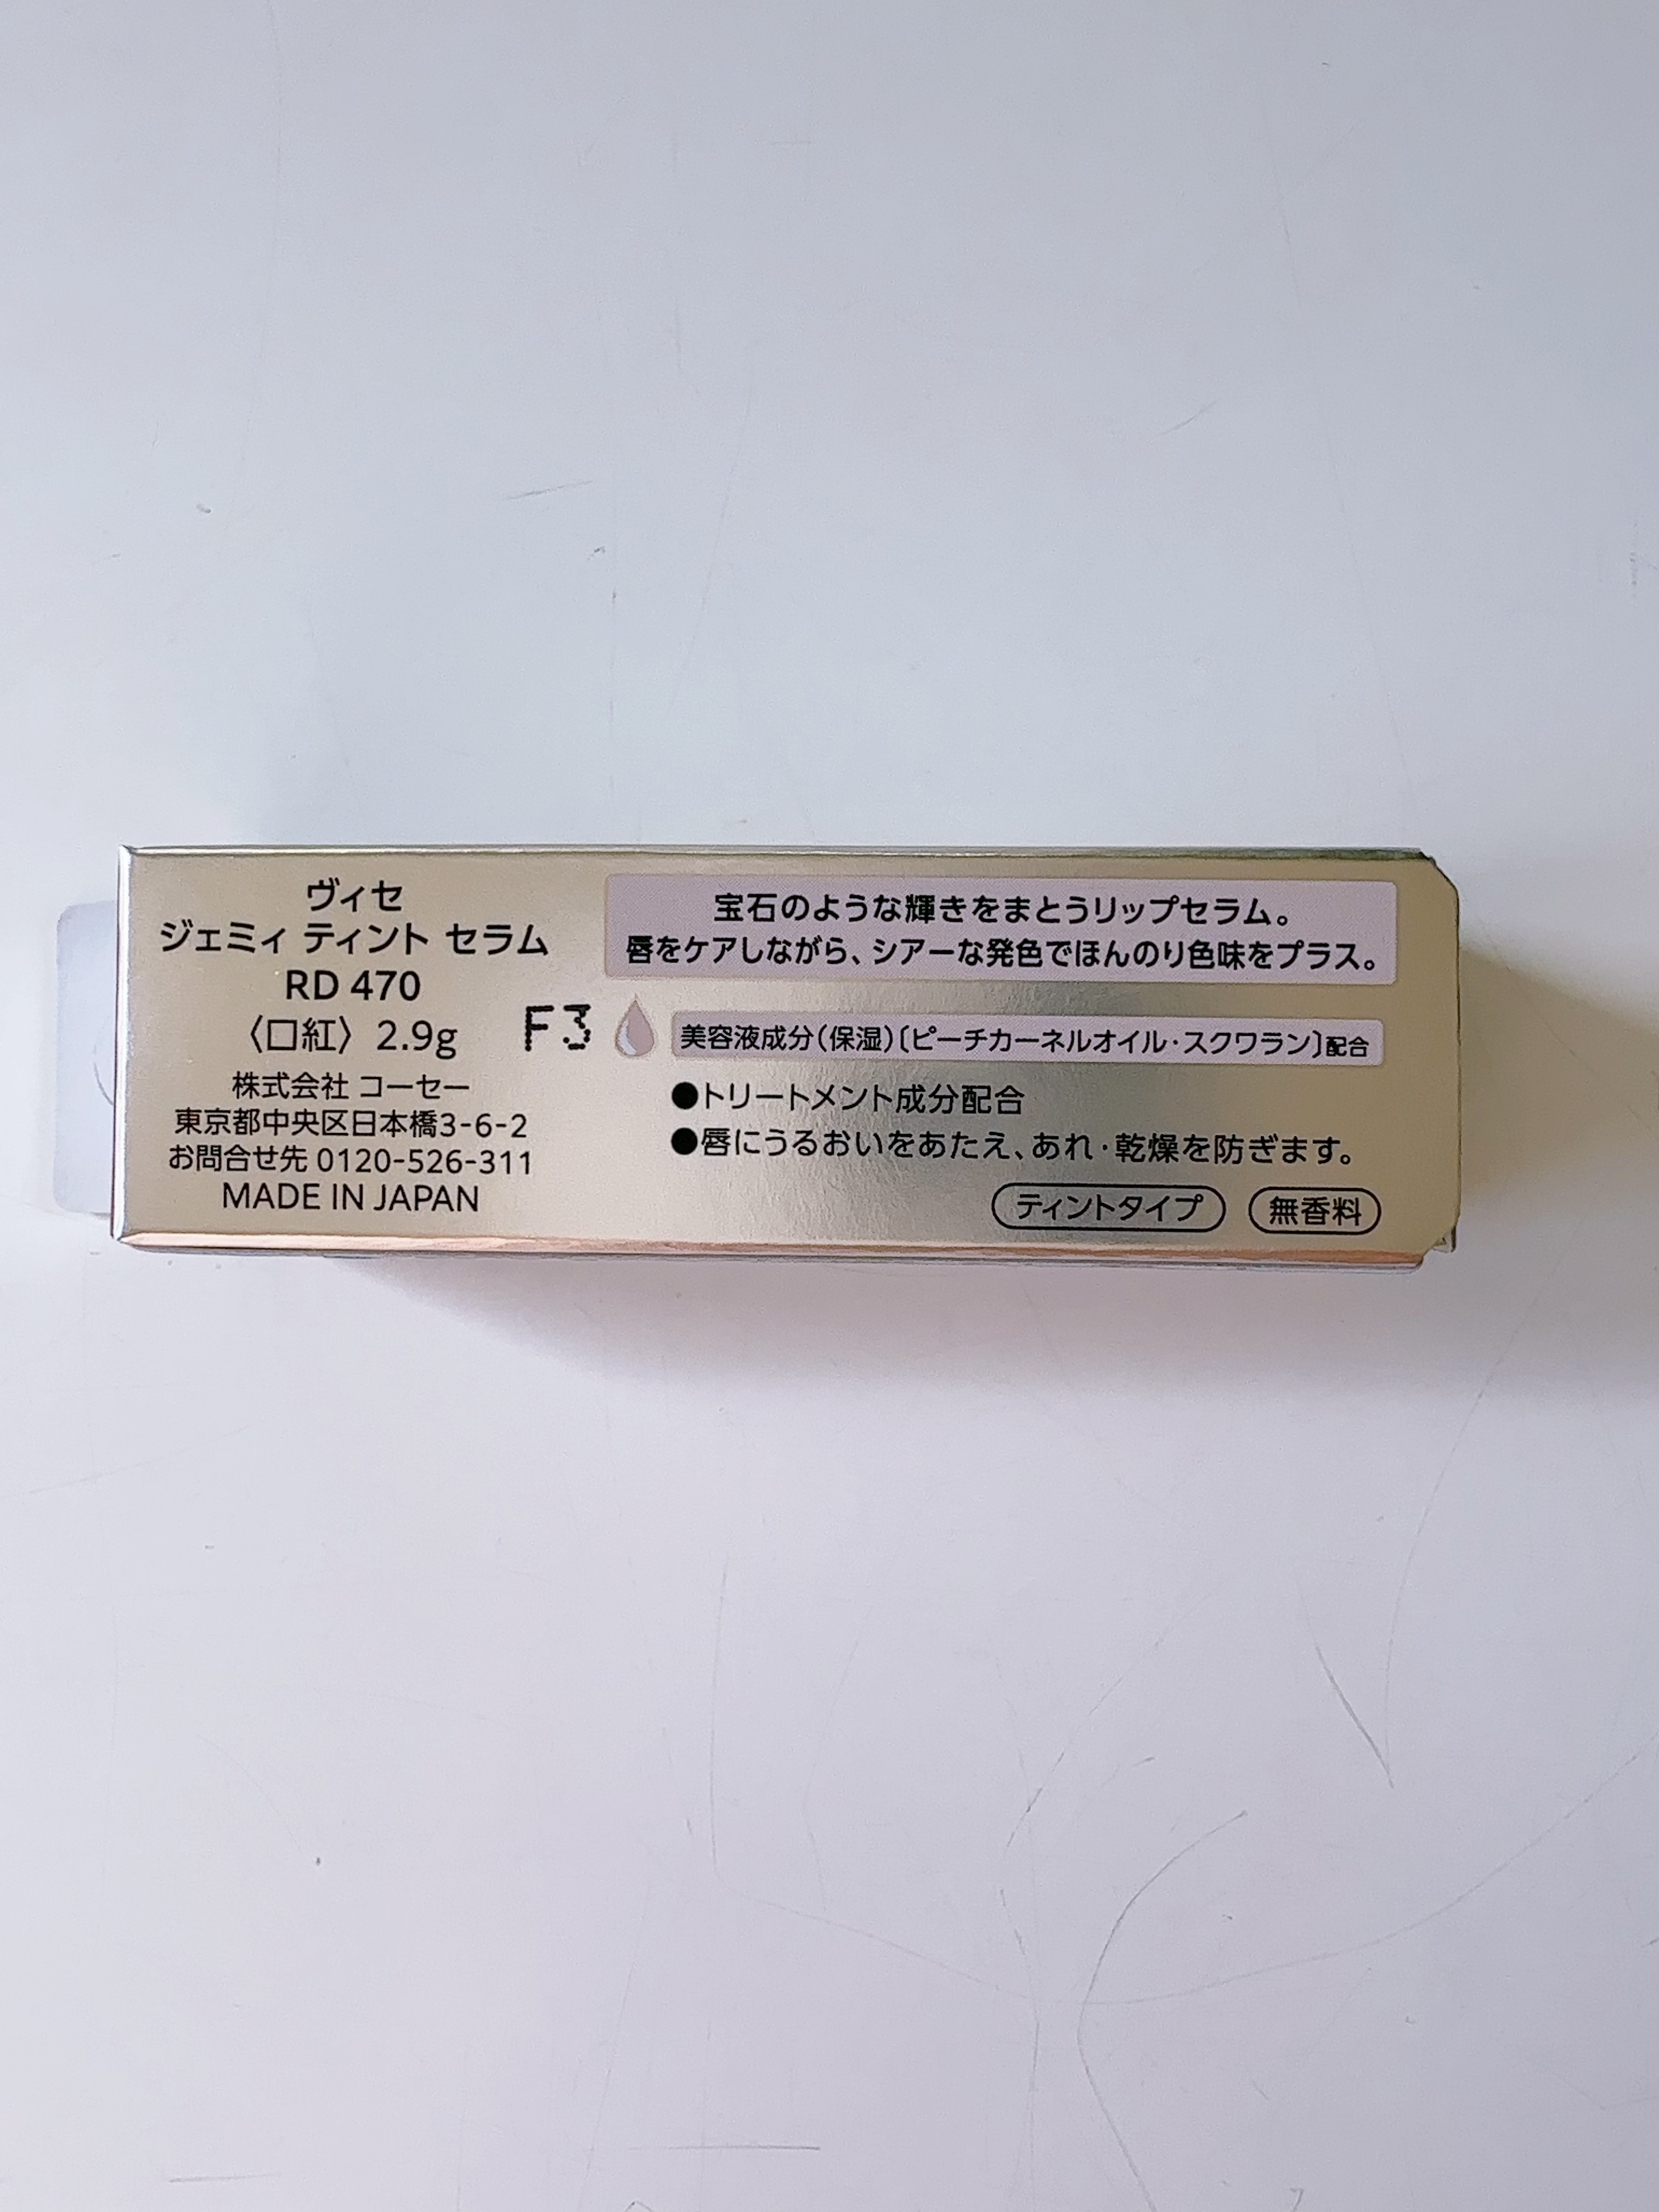 ヴィセ
ジェミィ ティント セラム
RD 470
〈口紅〉2.9g
株式会社 コーセー
東京都中央区日本橋3-6-2
お問合せ先 0120-526-311
MADE IN JAPAN
F3
宝石のような輝きをまとうリップセラム。
唇をケアしながら、シアーな発色でほんのり色味をプラス。
美容液成分(保湿)〔ピーチカーネルオイル・スクワラン〕配合
●トリートメント成分配合
●唇にうるおいをあたえ、あれ・乾燥を防ぎます。
ティントタイプ 無香料